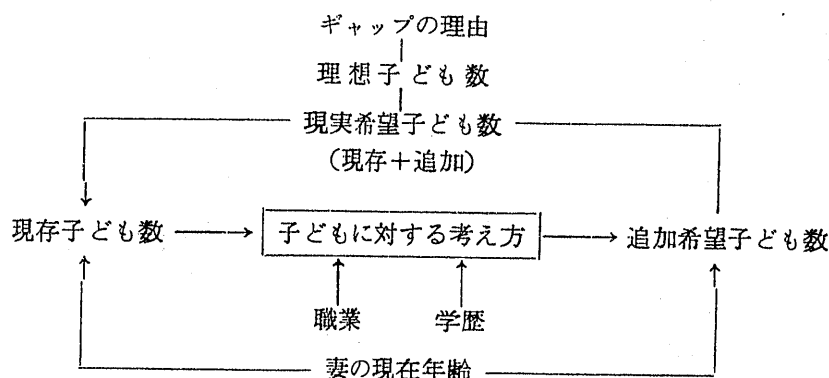 ギャップの理由
理想子ども数
現実希望子ども数
(現存+追加)
現存子ども数 子どもに対する考え方 追加希望子ども数
職業 学歴
妻の現在年齢